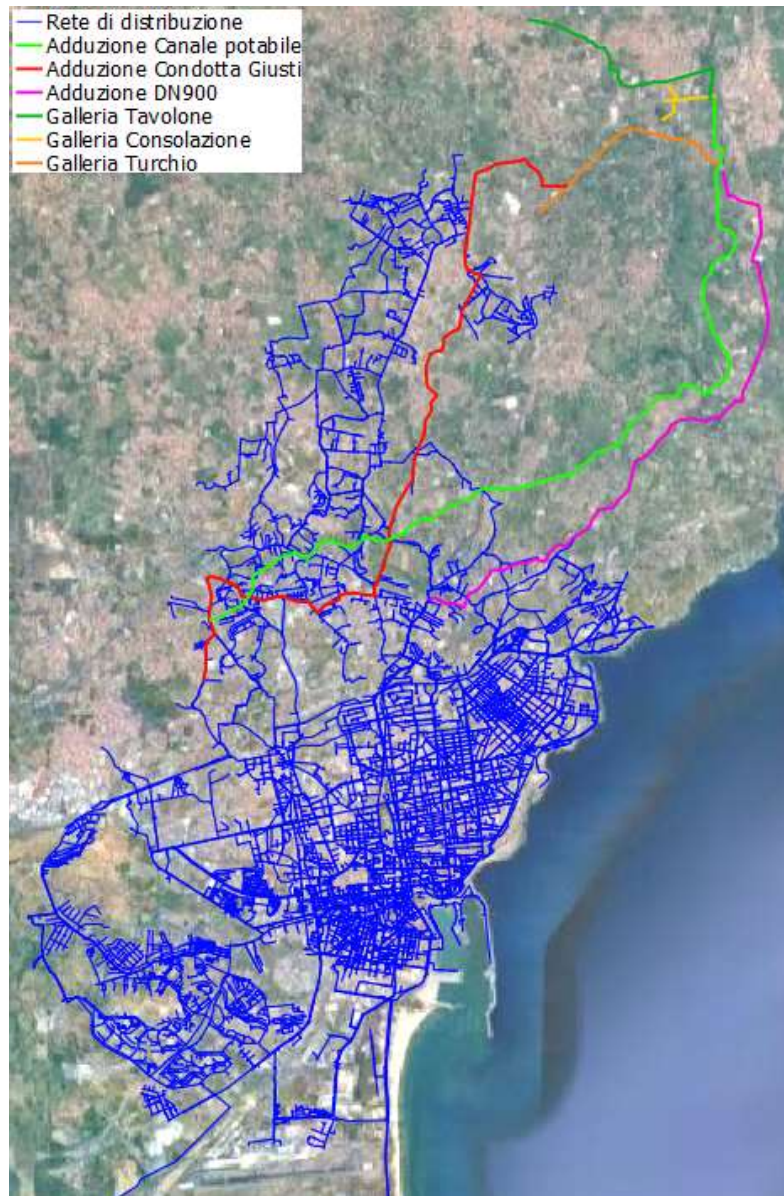 Rete di distribuzione
Adduzione Canale potabile
Adduzione Condotta Giusti
Adduzione DN900
Galleria Tavolone
Galleria Consolazione
Galleria Turchio